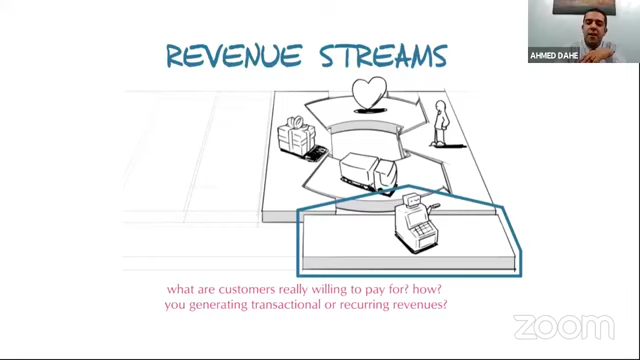 REVENUE STREAMS
AHMED DAHE
what are customers really willing to pay for? how?
you generating transactional or recurring revenues?
zoom